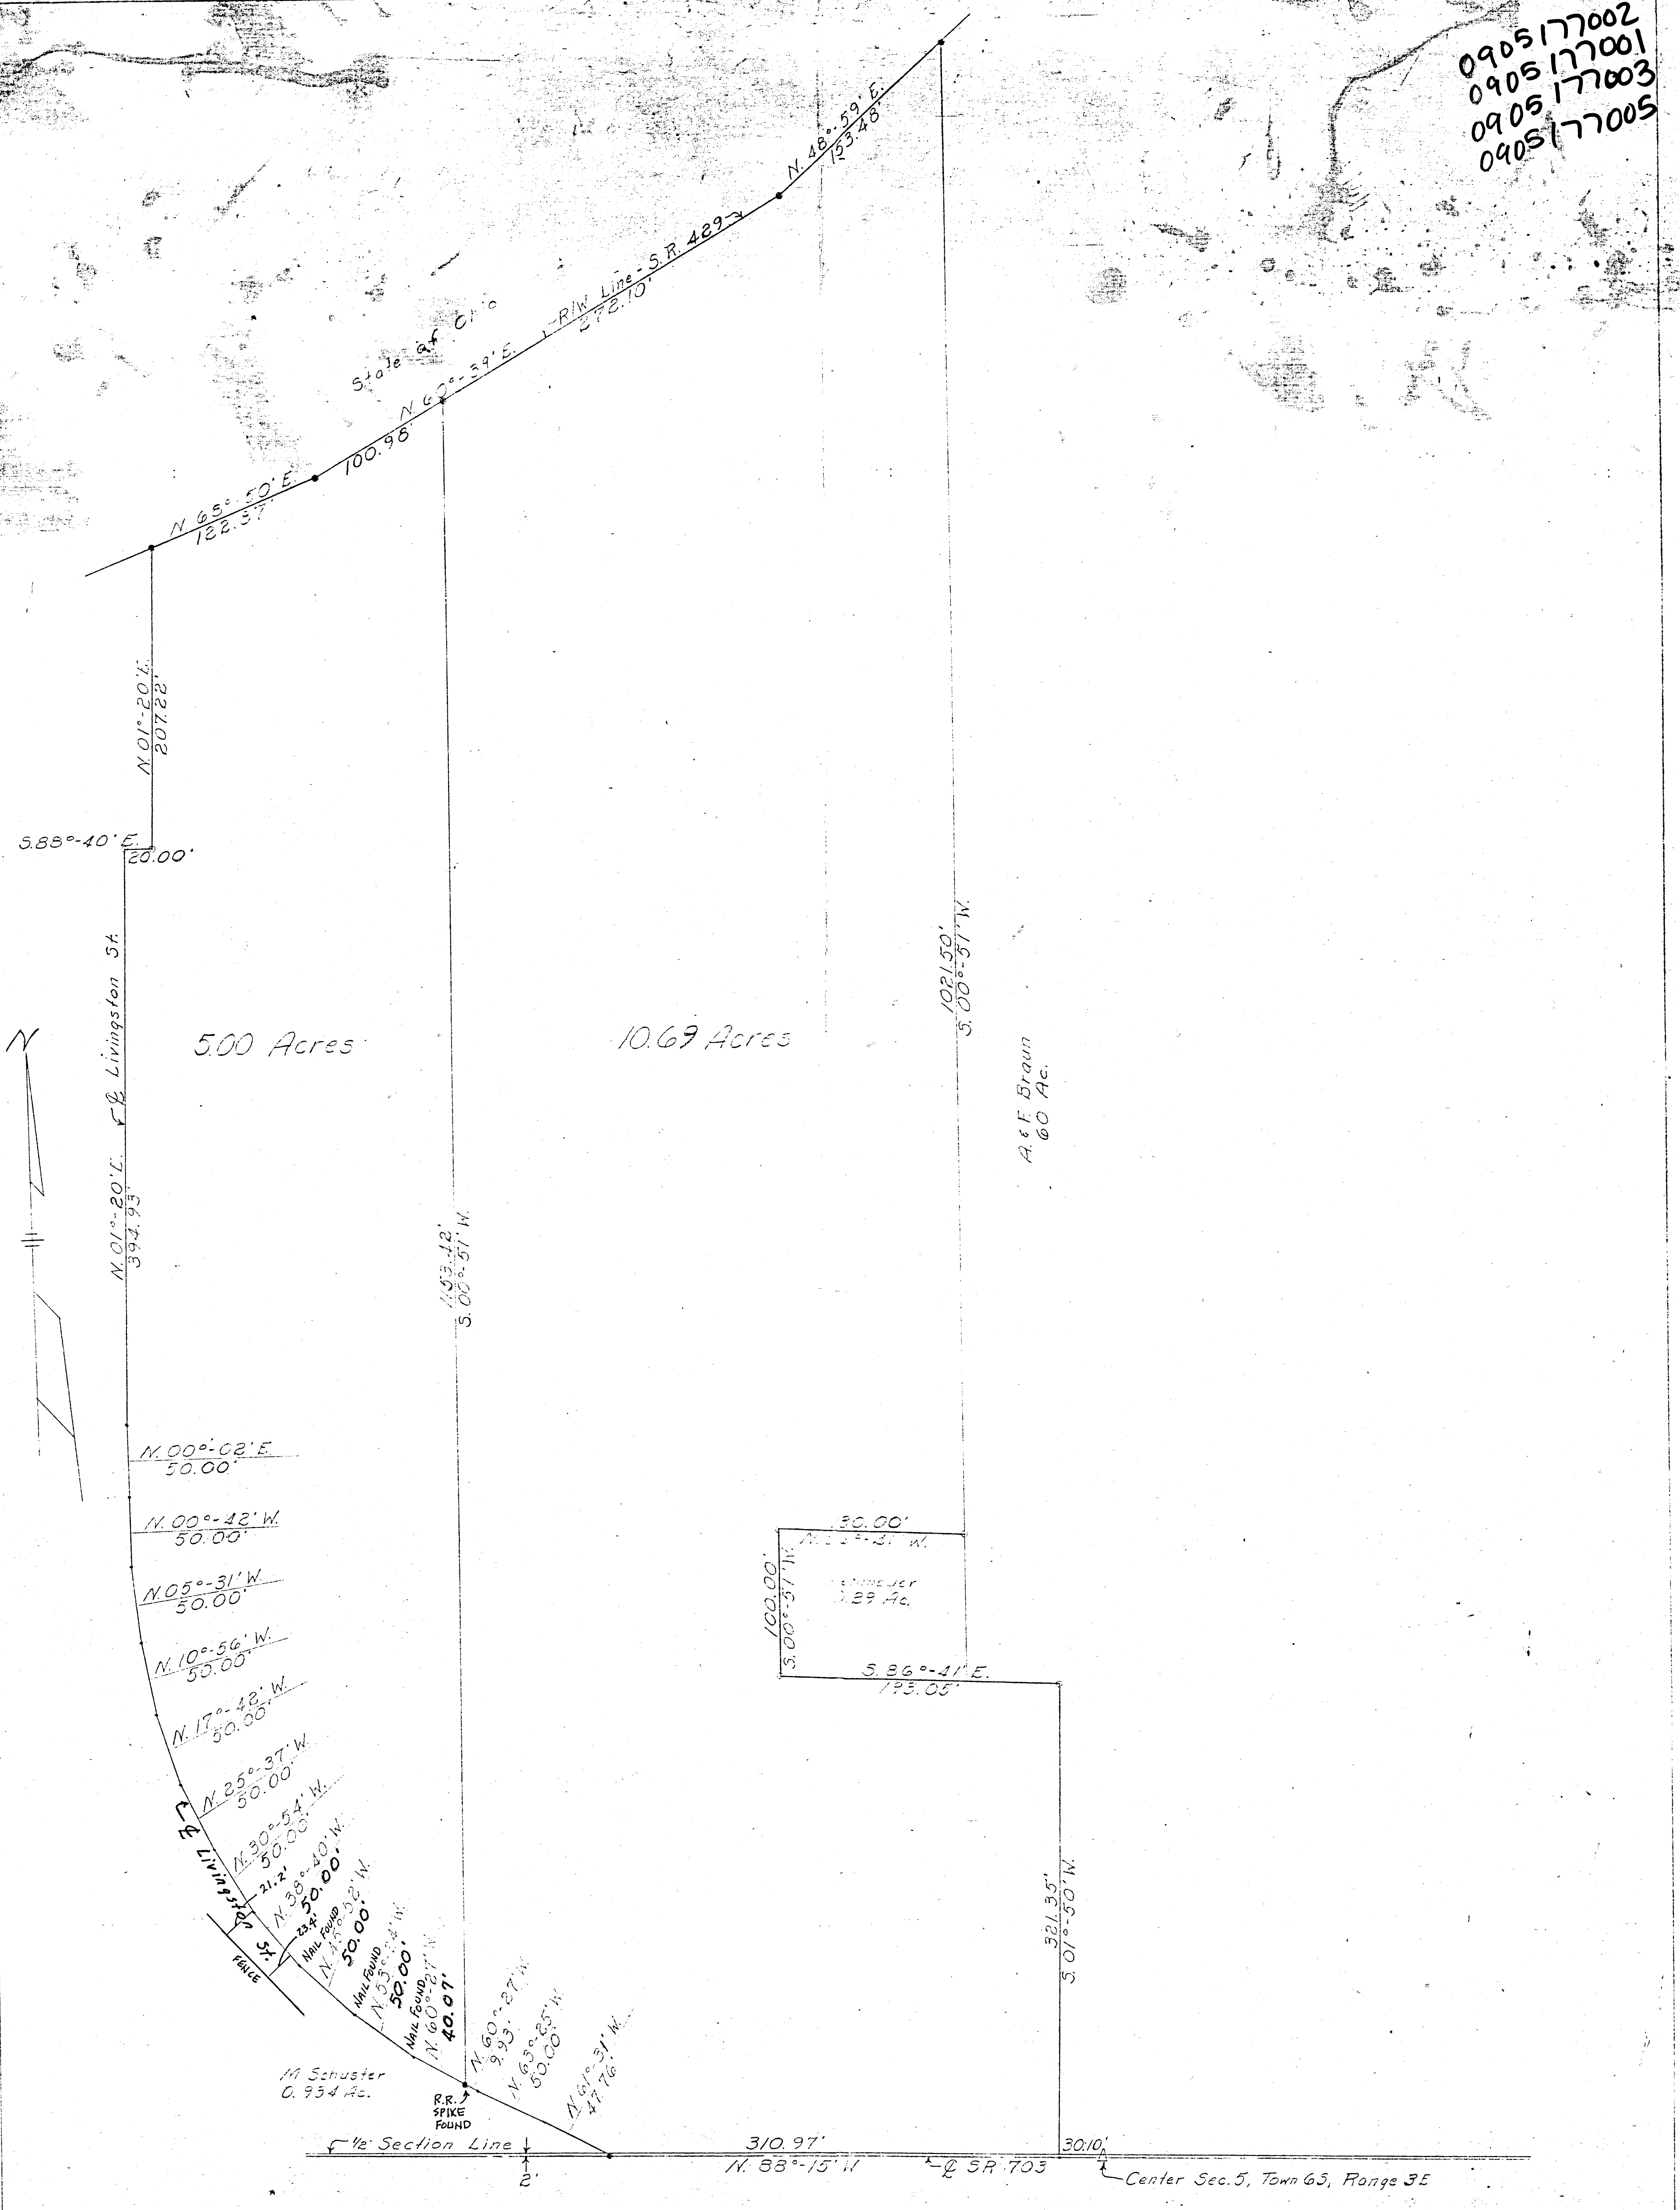 0905177002
0905177001
0905177003
0905177005
N. 48°-59' E.
153.48'
R/W Line - S.R. 429
272.10'
State of
N. 60°-39' E.
100.98'
N. 65°-50' E.
122.37'
N. 01°-20' E.
207.22'
S. 88°-40' E.
20.00'
℄ Livingston St.
N. 01°-20' E.
394.93'
N
5.00 Acres
10.69 Acres
1021.50'
S. 00°-51' W.
A. & F. Braun
60 Ac.
1153.42'
S. 00°-51' W.
N. 00°-02' E.
50.00'
N. 00°-42' W.
50.00'
N. 05°-31' W.
50.00'
N. 10°-56' W.
50.00'
N. 17°-42' W.
50.00'
N. 25°-37' W.
50.00'
N. 30°-54' W.
50.00'
21.2'
N. 38°-40' W.
50.00'
23.4'
NAIL FOUND
50.00'
NAIL FOUND
50.00'
NAIL FOUND
N. 60°-27' W.
40.07'
N. 60°-27' W.
9.93'
N. 63°-25' W.
50.00'
N. 61°-31' W.
47.76'
℄ Livingston St.
FENCE
130.00'
100.00'
S. 00°-51' W.
Ac.
S. 86°-41' E.
193.05'
321.35'
S. 01°-50' W.
M Schuster
0.934 Ac.
R.R.
SPIKE
FOUND
½ Section Line
2'
310.97'
N. 88°-15' W
℄ SR 703
30.10'
Center Sec. 5, Town 6S, Range 3E